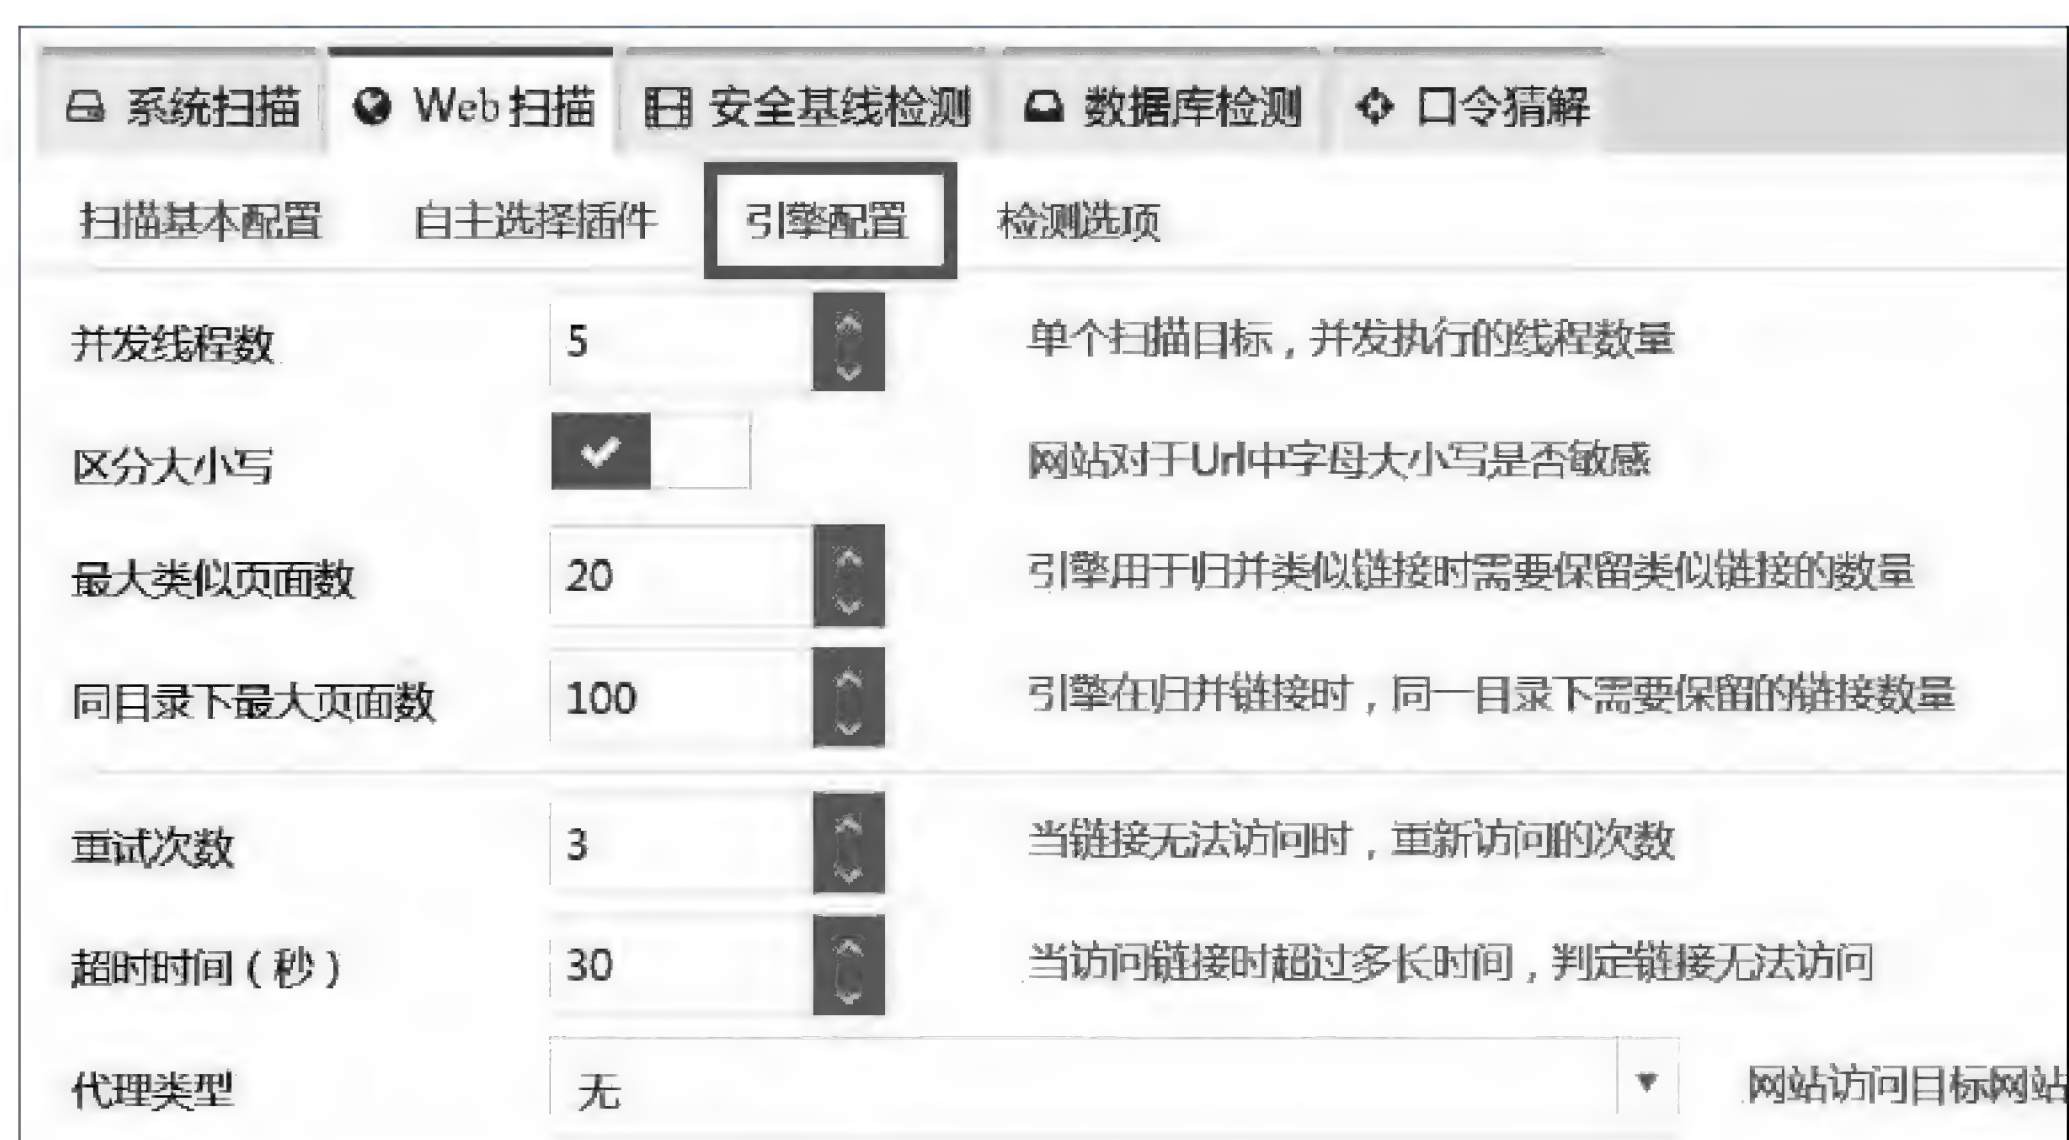 系统扫描 Web扫描 安全基线检测 数据库检测 口令猜解
扫描基本配置 自主选择插件 引擎配置 检测选项
并发线程数 5 单个扫描目标，并发执行的线程数量
区分大小写 网站对于Url中字母大小写是否敏感
最大类似页面数 20 引擎用于归并类似链接时需要保留类似链接的数量
同目录下最大页面数 100 引擎在归并链接时，同一目录下需要保留的链接数量
重试次数 3 当链接无法访问时，重新访问的次数
超时时间（秒） 30 当访问链接时超过多长时间，判定链接无法访问
代理类型 无 网站访问目标网站